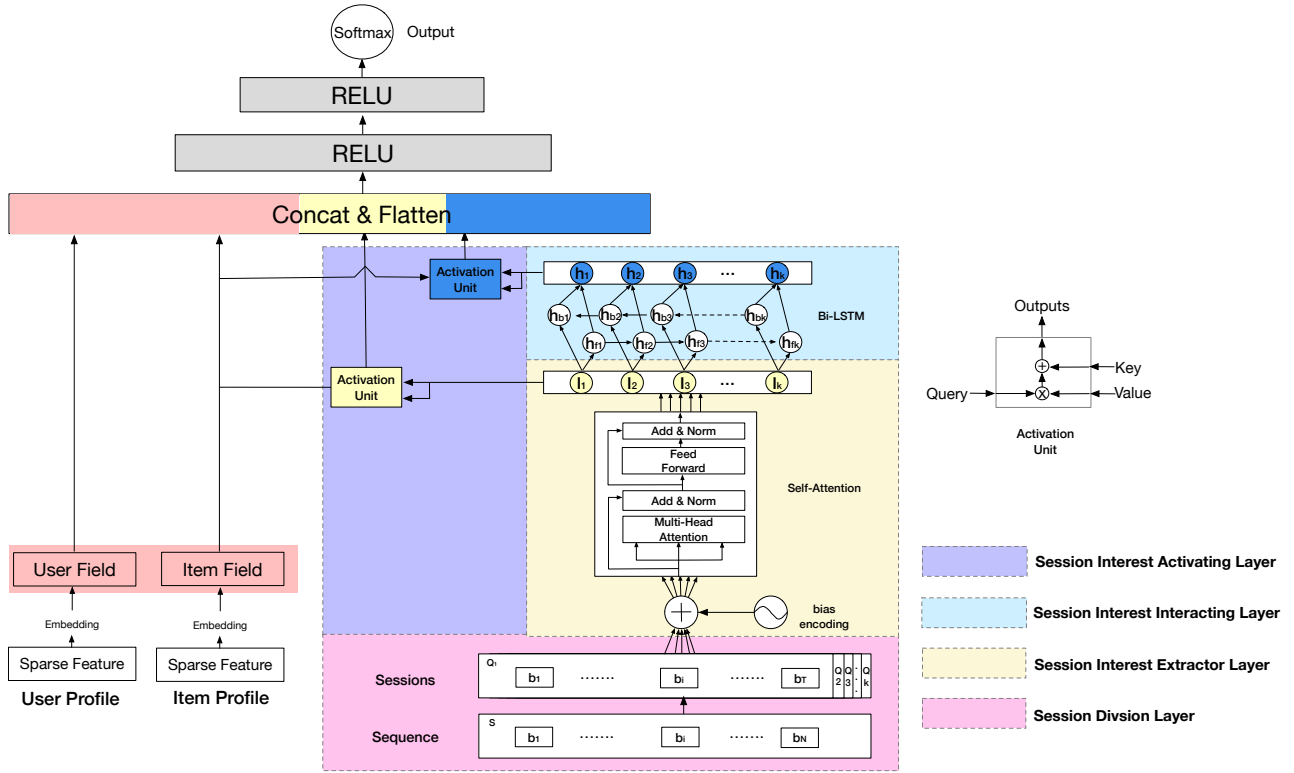 Softmax
Output
RELU
RELU
Concat & Flatten
Activation
Unit
h1 h2 h3 ... hk
hb1 hb2 hb3 hbk
Bi-LSTM
hf1 hf2 hf3 hfk
Activation
Unit
I1 I2 I3 ... Ik
Add & Norm
Feed
Forward
Self-Attention
Add & Norm
Multi-Head
Attention
bias
encoding
User Field
Item Field
Embedding
Embedding
Sparse Feature
Sparse Feature
User Profile
Item Profile
Sessions
Q1
b1 ....... bi ....... bT
Q2 Q3 ... Qk
Sequence
S
b1 ....... bi ....... bN
Outputs
+
Key
Query
x
Value
Activation
Unit
Session Interest Activating Layer
Session Interest Interacting Layer
Session Interest Extractor Layer
Session Divsion Layer